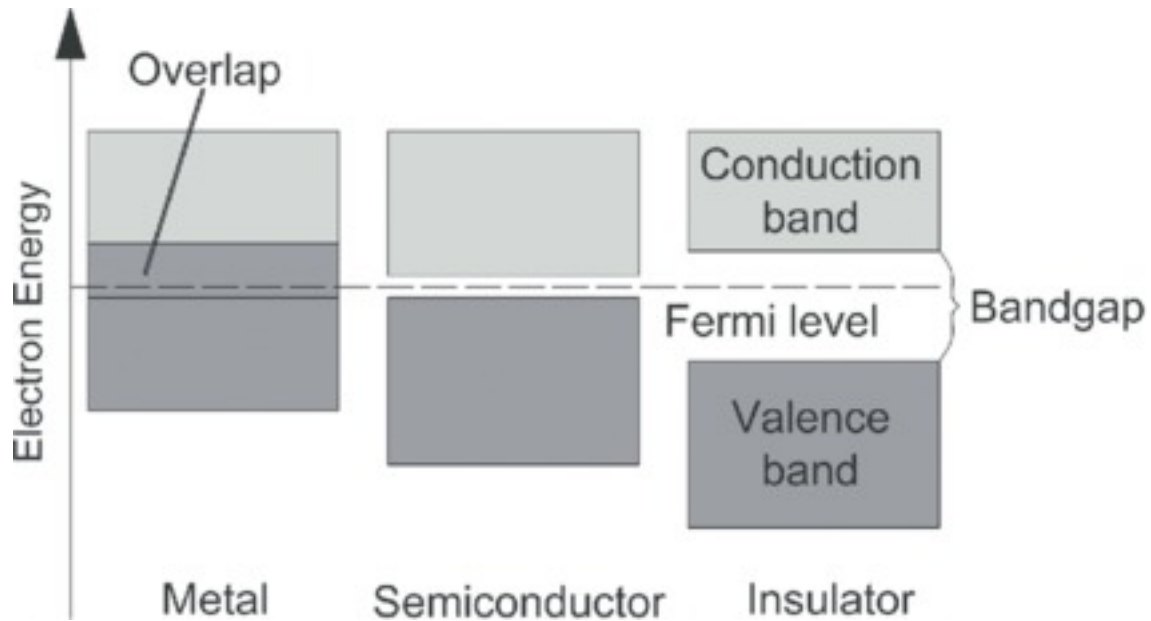 Overlap
Electron Energy
Conduction
band
Fermi level
Bandgap
Valence
band
Metal
Semiconductor
Insulator